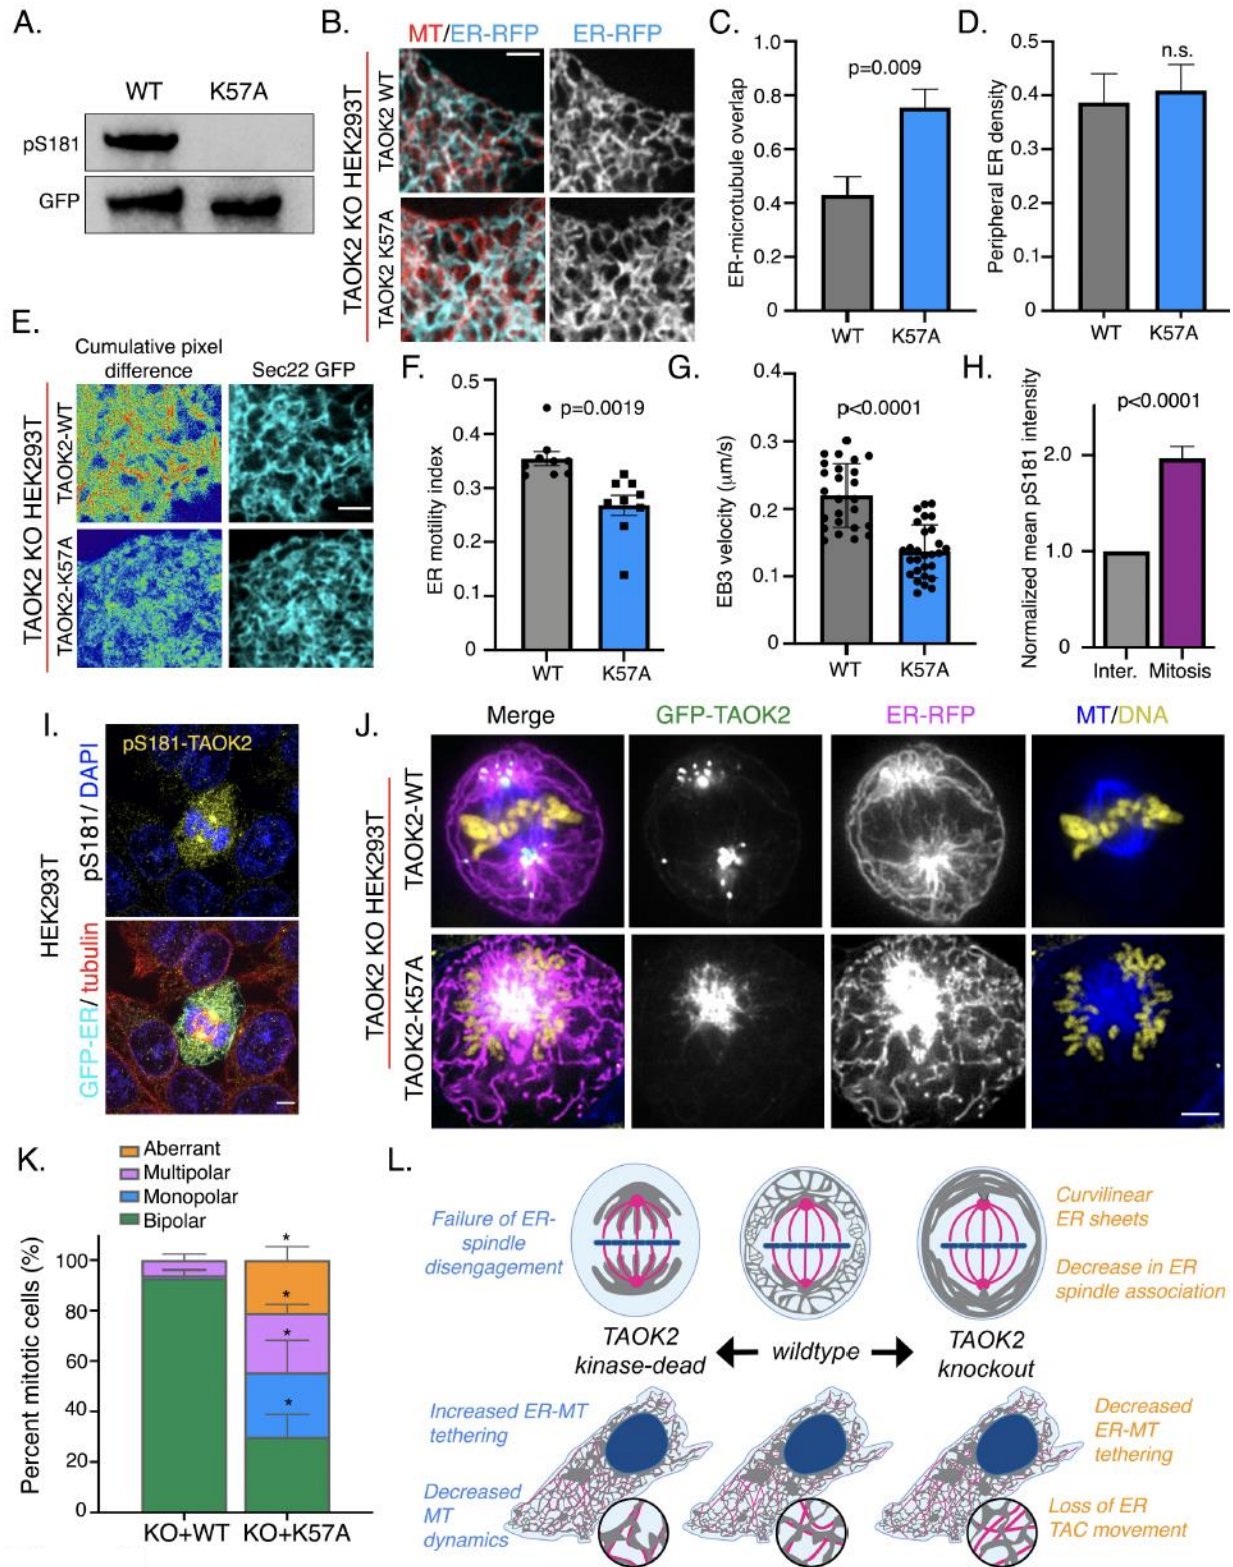 A.
WT K57A
pS181
GFP
B.
MT/ER-RFP ER-RFP
TAOK2 KO HEK293T
TAOK2 WT
TAOK2 K57A
C.
ER-microtubule overlap
1.0
0.8
0.6
0.4
0.2
0
p=0.009
WT K57A
D.
Peripheral ER density
0.5
0.4
0.3
0.2
0.1
0
n.s.
WT K57A
E.
Cumulative pixel
difference
Sec22 GFP
TAOK2 KO HEK293T
TAOK2-WT
TAOK2-K57A
F.
ER motility index
0.5
0.4
0.3
0.2
0.1
0
p=0.0019
WT K57A
G.
EB3 velocity (μm/s)
0.4
0.3
0.2
0.1
0
p<0.0001
WT K57A
H.
Normalized mean pS181 intensity
2.0
1.0
0
p<0.0001
Inter. Mitosis
I.
HEK293T
pS181/ DAPI
pS181-TAOK2
GFP-ER/ tubulin
J.
Merge GFP-TAOK2 ER-RFP MT/DNA
TAOK2 KO HEK293T
TAOK2-WT
TAOK2-K57A
K.
Aberrant
Multipolar
Monopolar
Bipolar
Percent mitotic cells (%)
100
80
60
40
20
0
*
*
*
*
KO+WT KO+K57A
L.
Failure of ER-
spindle
disengagement
Curvilinear
ER sheets
Decrease in ER
spindle association
TAOK2
kinase-dead
wildtype
TAOK2
knockout
Increased ER-MT
tethering
Decreased
MT
dynamics
Decreased
ER-MT
tethering
Loss of ER
TAC movement